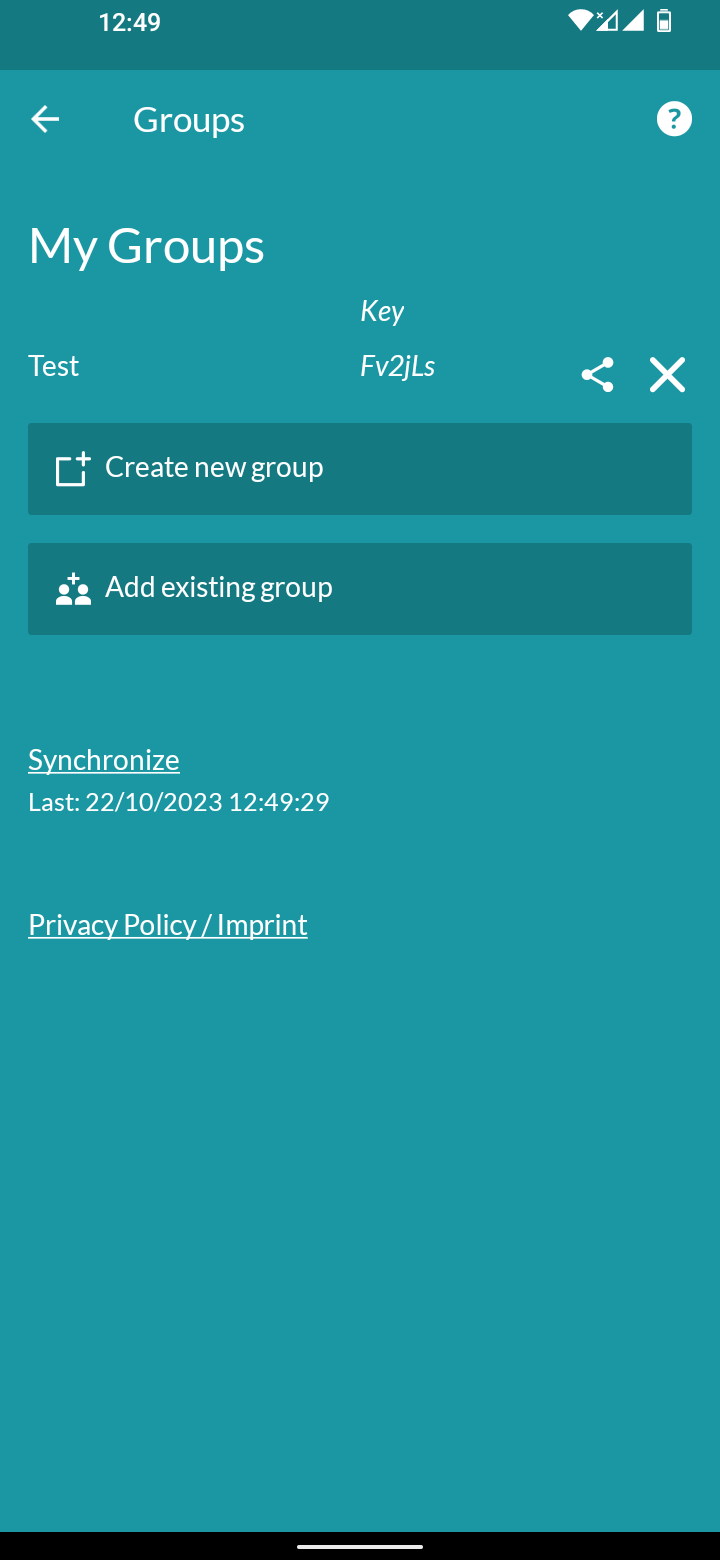 12:49
Groups
My Groups
Key
Test Fv2jLs
Create new group
Add existing group
Synchronize
Last: 22/10/2023 12:49:29
Privacy Policy / Imprint